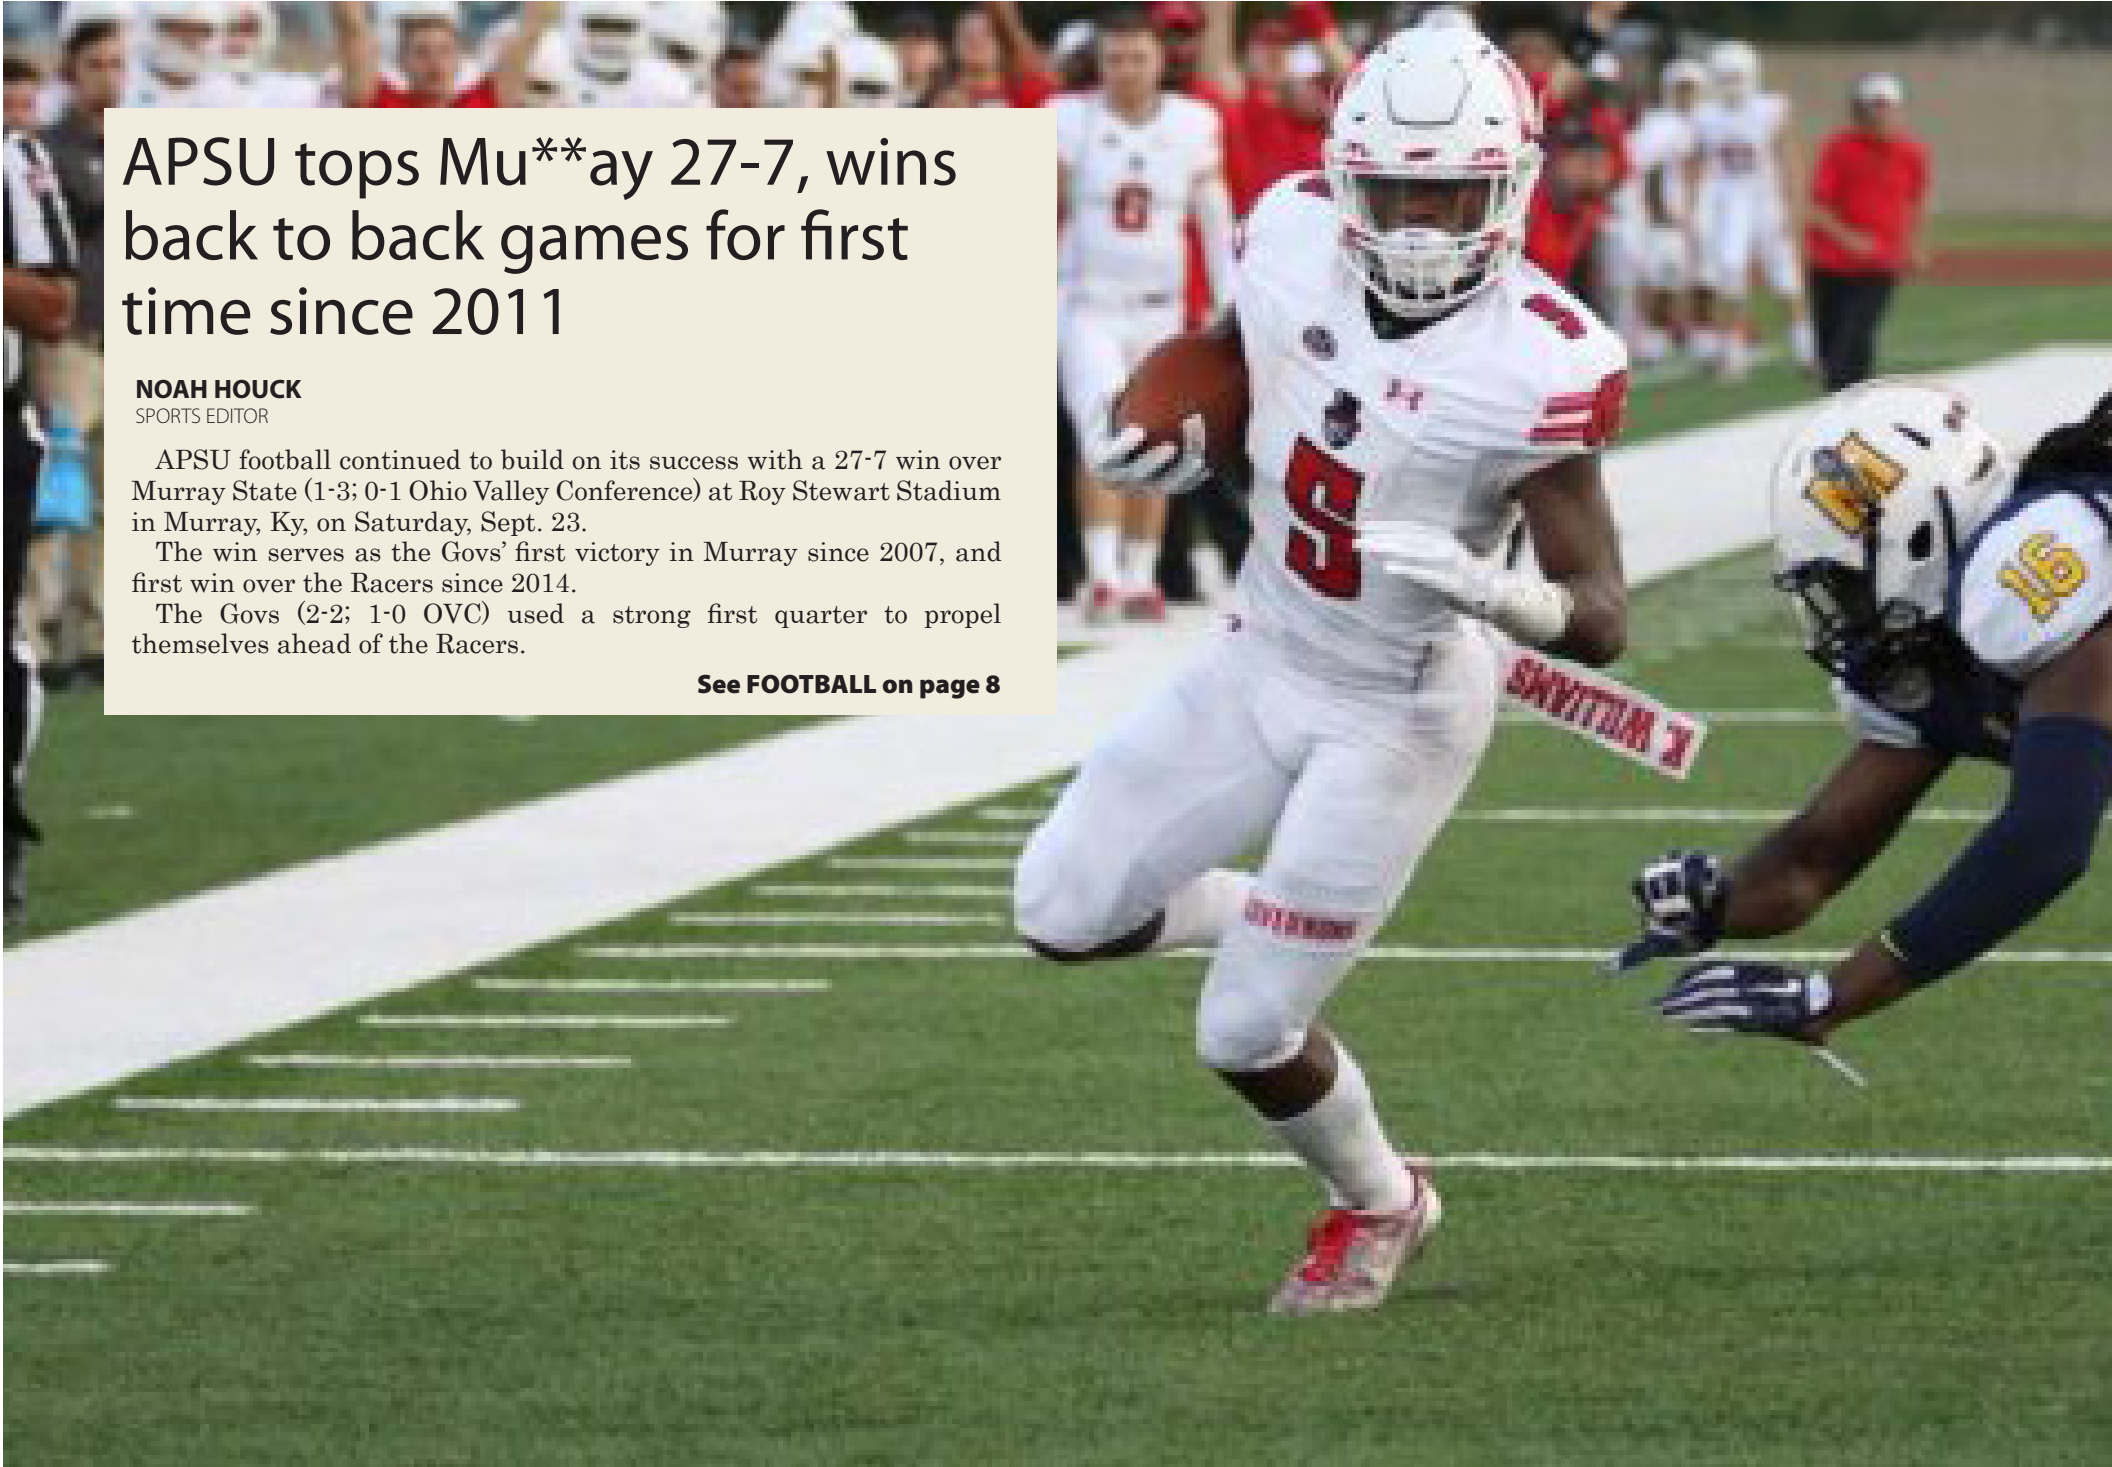 APSU tops Mu**ay 27-7, wins
back to back games for first
time since 2011
NOAH HOUCK
SPORTS EDITOR
APSU football continued to build on its success with a 27-7 win over
Murray State (1-3; 0-1 Ohio Valley Conference) at Roy Stewart Stadium
in Murray, Ky, on Saturday, Sept. 23.
The win serves as the Govs' first victory in Murray since 2007, and
first win over the Racers since 2014.
The Govs (2-2; 1-0 OVC) used a strong first quarter to propel
themselves ahead of the Racers.
See FOOTBALL on page 8
6
9
M
16
K. WILLIAMS